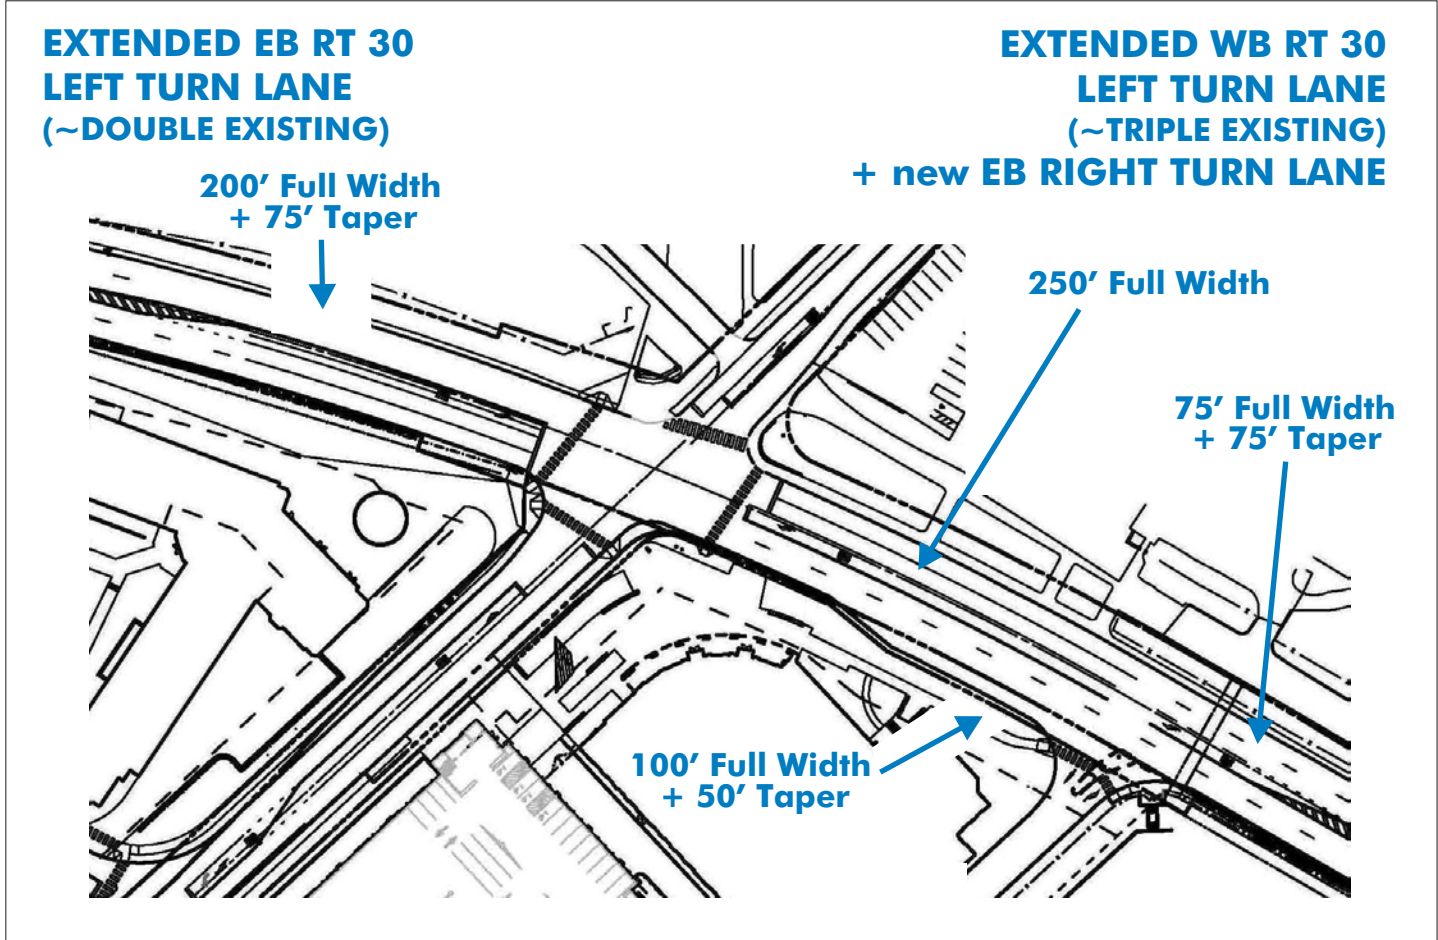 EXTENDED EB RT 30
LEFT TURN LANE
(~DOUBLE EXISTING)
EXTENDED WB RT 30
LEFT TURN LANE
(~TRIPLE EXISTING)
+ new EB RIGHT TURN LANE
200’ Full Width
+ 75’ Taper
250’ Full Width
75’ Full Width
+ 75’ Taper
100’ Full Width
+ 50’ Taper